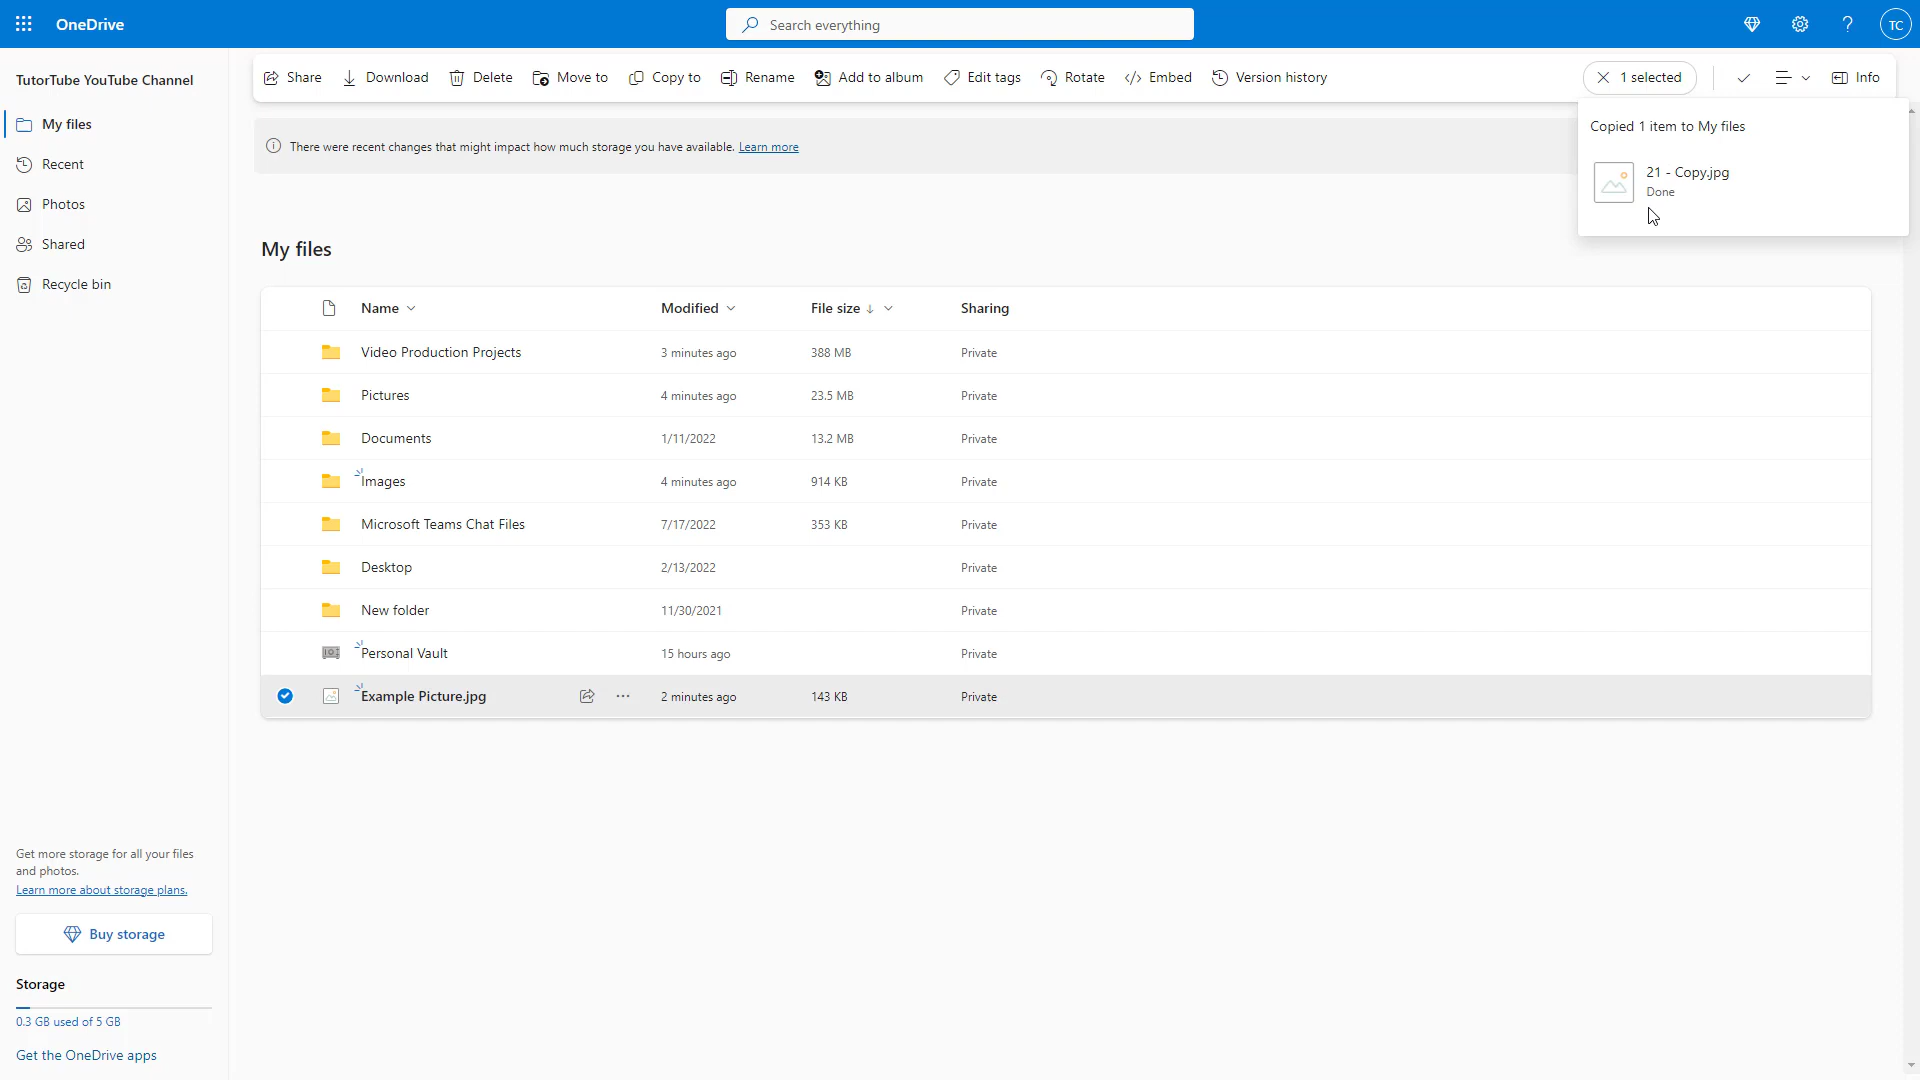 OneDrive
Search everything
TC
TutorTube YouTube Channel
Share Download Delete Move to Copy to Rename Add to album Edit tags Rotate Embed Version history
1 selected Info
My files
Recent
Photos
Shared
Recycle bin
There were recent changes that might impact how much storage you have available. Learn more
Copied 1 item to My files
21 - Copy.jpg
Done
My files
Name Modified File size Sharing
Video Production Projects 3 minutes ago 388 MB Private
Pictures 4 minutes ago 23.5 MB Private
Documents 1/11/2022 13.2 MB Private
Images 4 minutes ago 914 KB Private
Microsoft Teams Chat Files 7/17/2022 353 KB Private
Desktop 2/13/2022 Private
New folder 11/30/2021 Private
Personal Vault 15 hours ago Private
Example Picture.jpg 2 minutes ago 143 KB Private
Get more storage for all your files
and photos.
Learn more about storage plans.
Buy storage
Storage
0.3 GB used of 5 GB
Get the OneDrive apps